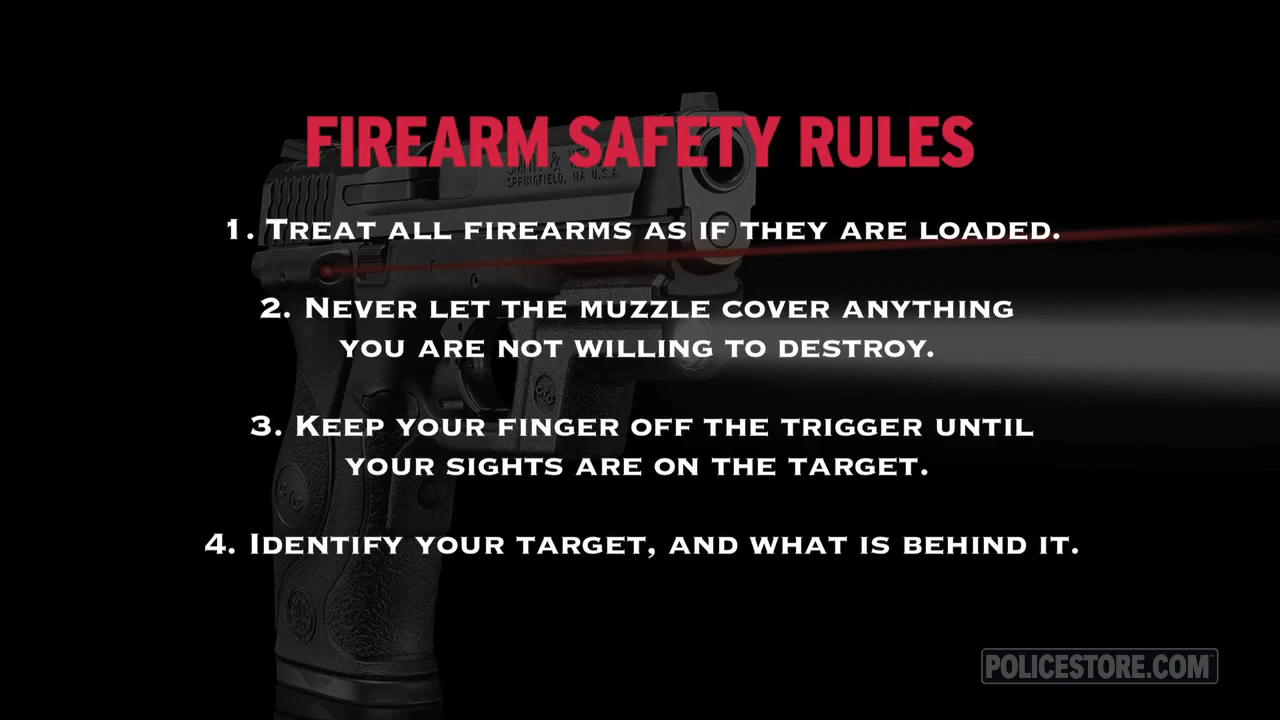 FIREARM SAFETY RULES
SPRINGFIELD, MA U.S.A.
1. TREAT ALL FIREARMS AS IF THEY ARE LOADED.
2. NEVER LET THE MUZZLE COVER ANYTHING
YOU ARE NOT WILLING TO DESTROY.
3. KEEP YOUR FINGER OFF THE TRIGGER UNTIL
YOUR SIGHTS ARE ON THE TARGET.
CTC
CTC
4. IDENTIFY YOUR TARGET, AND WHAT IS BEHIND IT.
POLICESTORE.COM